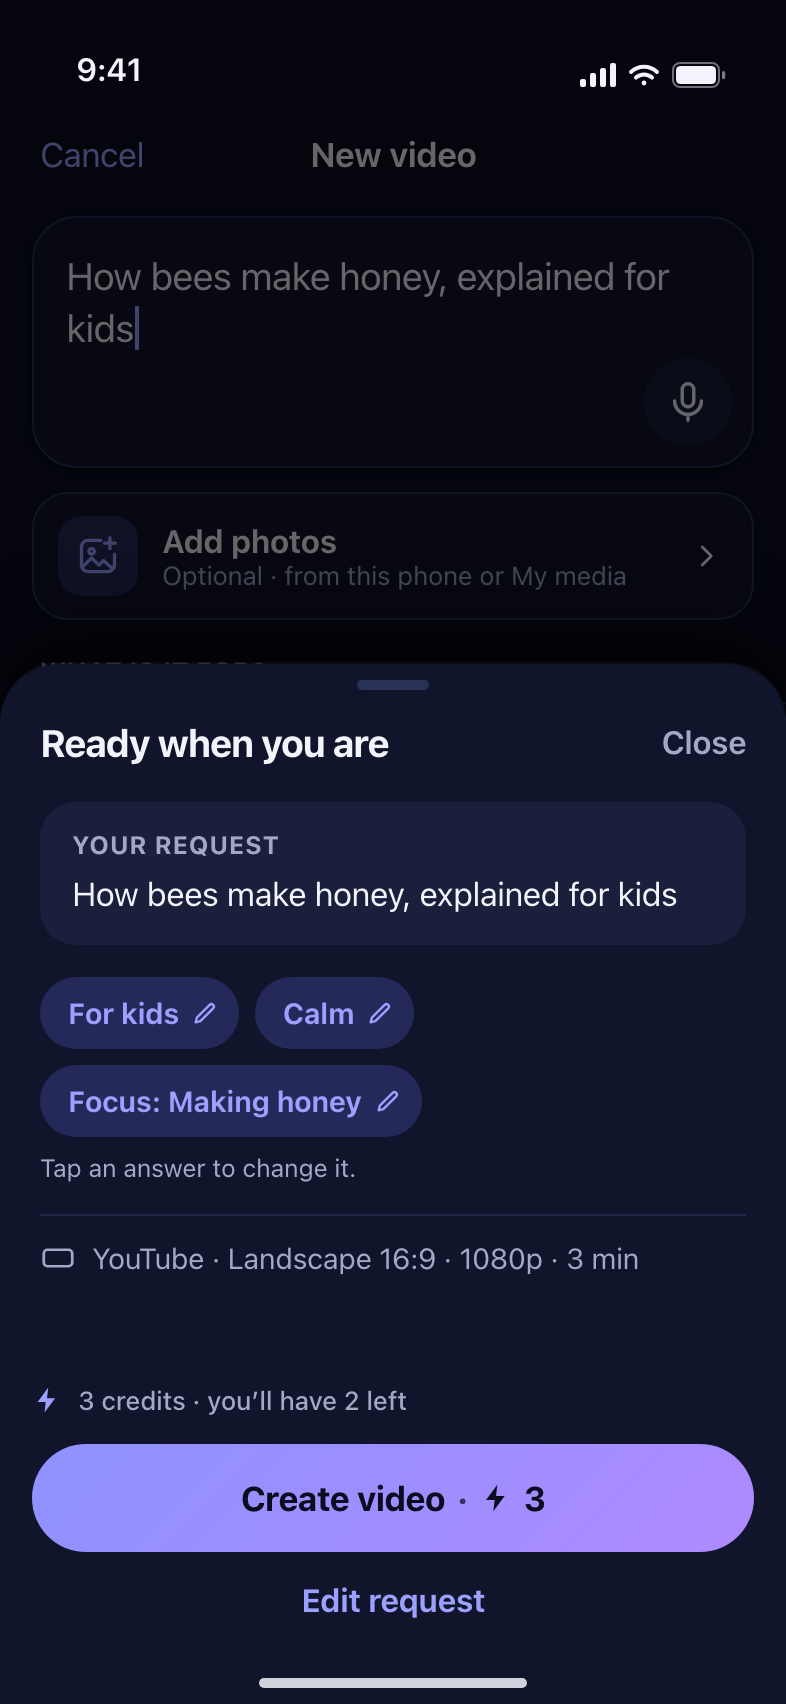 9:41
Cancel
New video
How bees make honey, explained for
kids
Add photos
Optional · from this phone or My media
Ready when you are
Close
YOUR REQUEST
How bees make honey, explained for kids
For kids
Calm
Focus: Making honey
Tap an answer to change it.
YouTube · Landscape 16:9 · 1080p · 3 min
3 credits · you’ll have 2 left
Create video · 3
Edit request